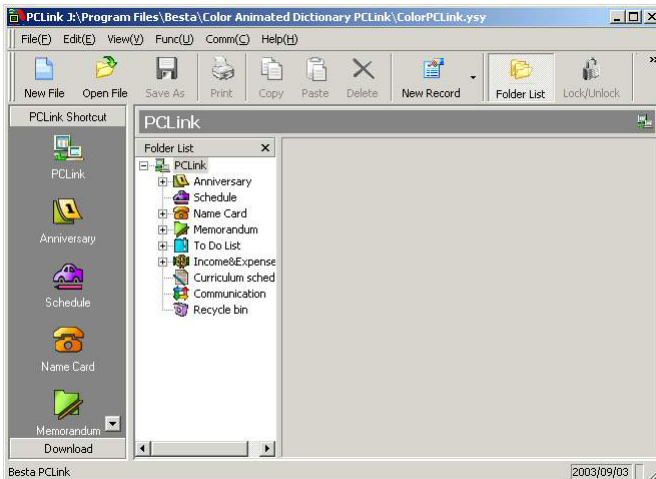 PCLink J:\Program Files\Besta\Color Animated Dictionary PCLink\ColorPCLink.ysy
File(F) Edit(E) View(V) Func(U) Comm(C) Help(H)
New File Open File Save As Print Copy Paste Delete New Record Folder List Lock/Unlock
PCLink Shortcut
PCLink
Anniversary
Schedule
Name Card
Memorandum
Download
PCLink
Folder List
PCLink
Anniversary
Schedule
Name Card
Memorandum
To Do List
Income&Expense
Curriculum sched
Communication
Recycle bin
Besta PCLink 2003/09/03